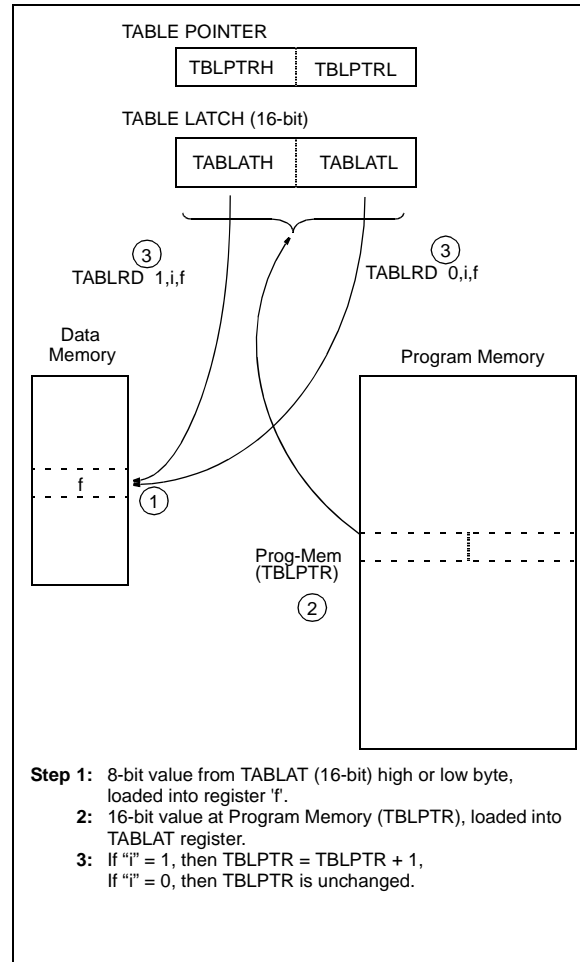 TABLE POINTER
TBLPTRH TBLPTRL
TABLE LATCH (16-bit)
TABLATH TABLATL
3 3
TABLRD 1,i,f TABLRD 0,i,f
Data
Memory
Program Memory
f
1
Prog-Mem
(TBLPTR)
2
Step 1: 8-bit value from TABLAT (16-bit) high or low byte,
loaded into register 'f'.
2: 16-bit value at Program Memory (TBLPTR), loaded into
TABLAT register.
3: If “i” = 1, then TBLPTR = TBLPTR + 1,
If “i” = 0, then TBLPTR is unchanged.